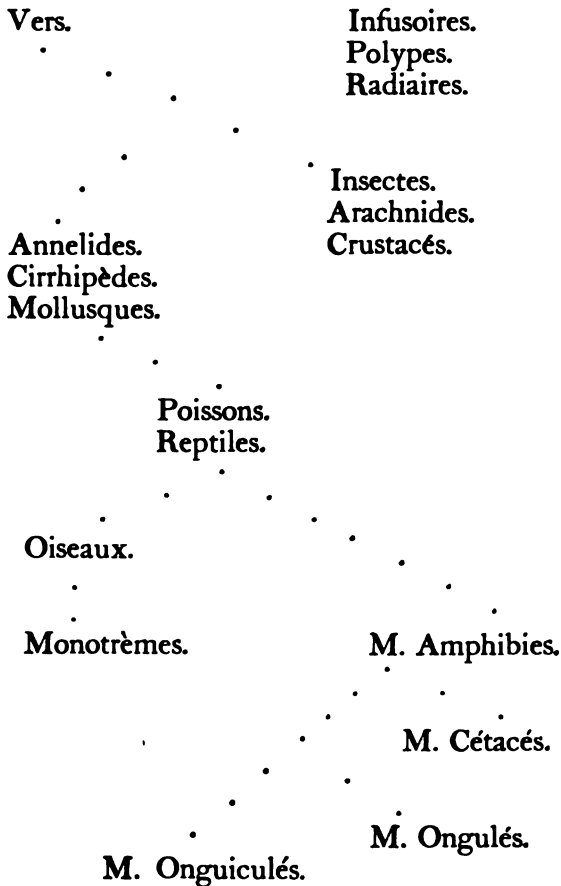 Vers.
Infusoires.
Polypes.
Radiaires.
Insectes.
Arachnides.
Crustacés.
Annelides.
Cirrhipèdes.
Mollusques.
Poissons.
Reptiles.
Oiseaux.
Monotrèmes.
M. Amphibies.
M. Cétacés.
M. Ongulés.
M. Onguiculés.